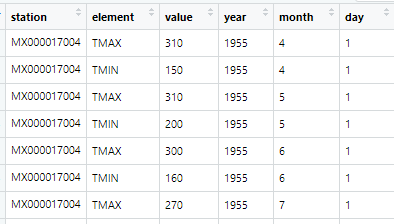 station element value year month day
MX000017004 TMAX 310 1955 4 1
MX000017004 TMIN 150 1955 4 1
MX000017004 TMAX 310 1955 5 1
MX000017004 TMIN 200 1955 5 1
MX000017004 TMAX 300 1955 6 1
MX000017004 TMIN 160 1955 6 1
MX000017004 TMAX 270 1955 7 1